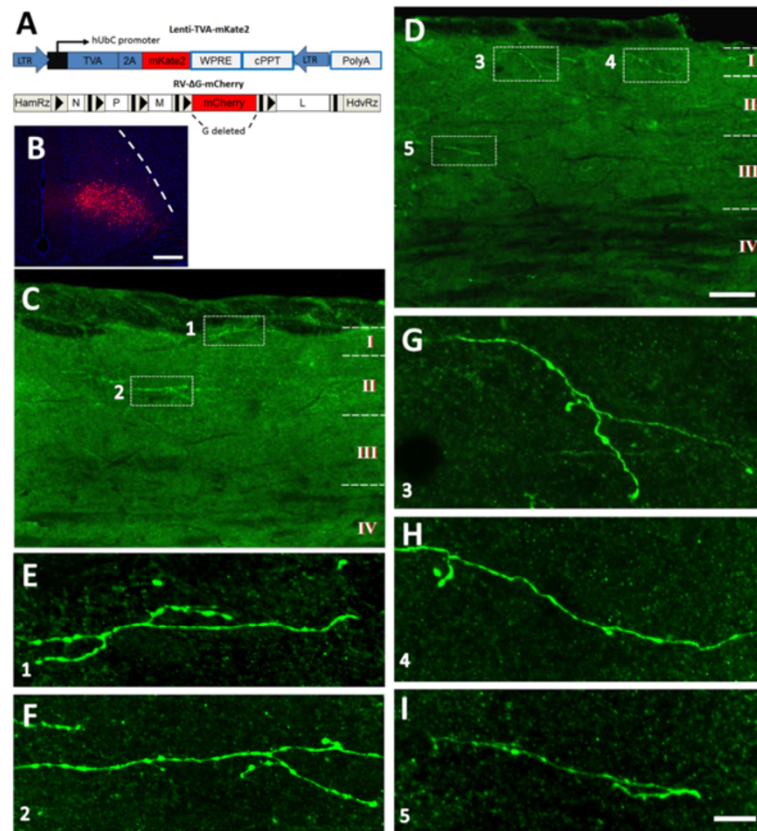 A
Lenti-TVA-mKate2
hUbC promoter
LTR TVA 2A mKate2 WPRE cPPT LTR PolyA
RV-ΔG-mCherry
HamRz N P M mCherry L HdvRz
G deleted
B
C
1
2
I
II
III
IV
D
3
4
5
I
II
III
IV
E
1
F
2
G
3
H
4
I
5